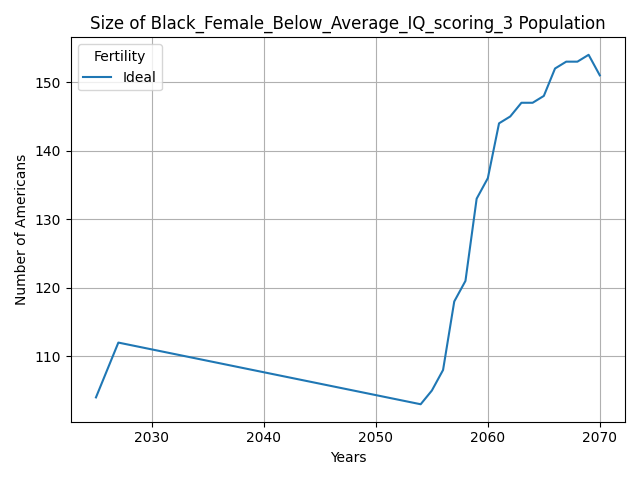 Size of Black_Female_Below_Average_IQ_scoring_3 Population
Fertility
Ideal
150
140
130
120
110
Number of Americans
2030 2040 2050 2060 2070
Years